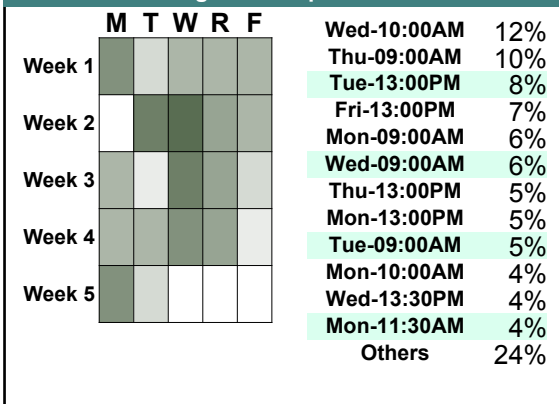 M T W R F
Week 1
Week 2
Week 3
Week 4
Week 5
Wed-10:00AM 12%
Thu-09:00AM 10%
Tue-13:00PM 8%
Fri-13:00PM 7%
Mon-09:00AM 6%
Wed-09:00AM 6%
Thu-13:00PM 5%
Mon-13:00PM 5%
Tue-09:00AM 5%
Mon-10:00AM 4%
Wed-13:30PM 4%
Mon-11:30AM 4%
Others 24%